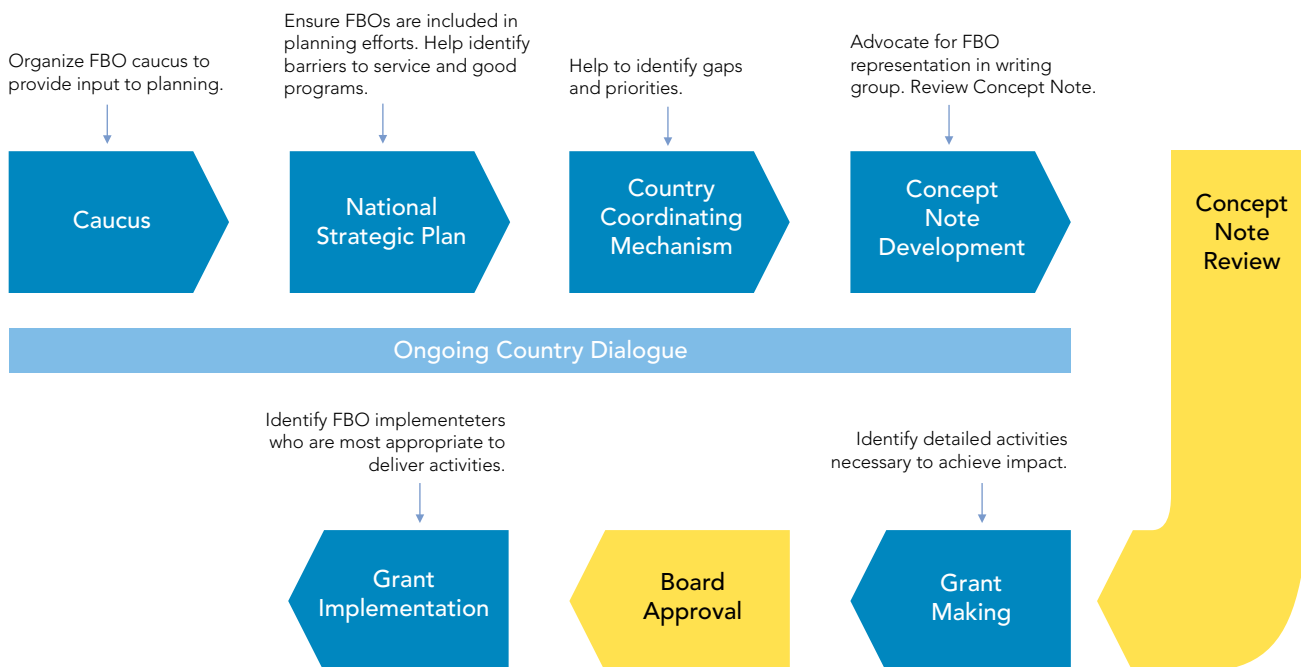 Organize FBO caucus to
provide input to planning.
Ensure FBOs are included in
planning efforts. Help identify
barriers to service and good
programs.
Help to identify gaps
and priorities.
Advocate for FBO
representation in writing
group. Review Concept Note.
Caucus
National
Strategic Plan
Country
Coordinating
Mechanism
Concept
Note
Development
Concept
Note
Review
Ongoing Country Dialogue
Identify FBO implementeters
who are most appropriate to
deliver activities.
Identify detailed activities
necessary to achieve impact.
Grant
Implementation
Board
Approval
Grant
Making